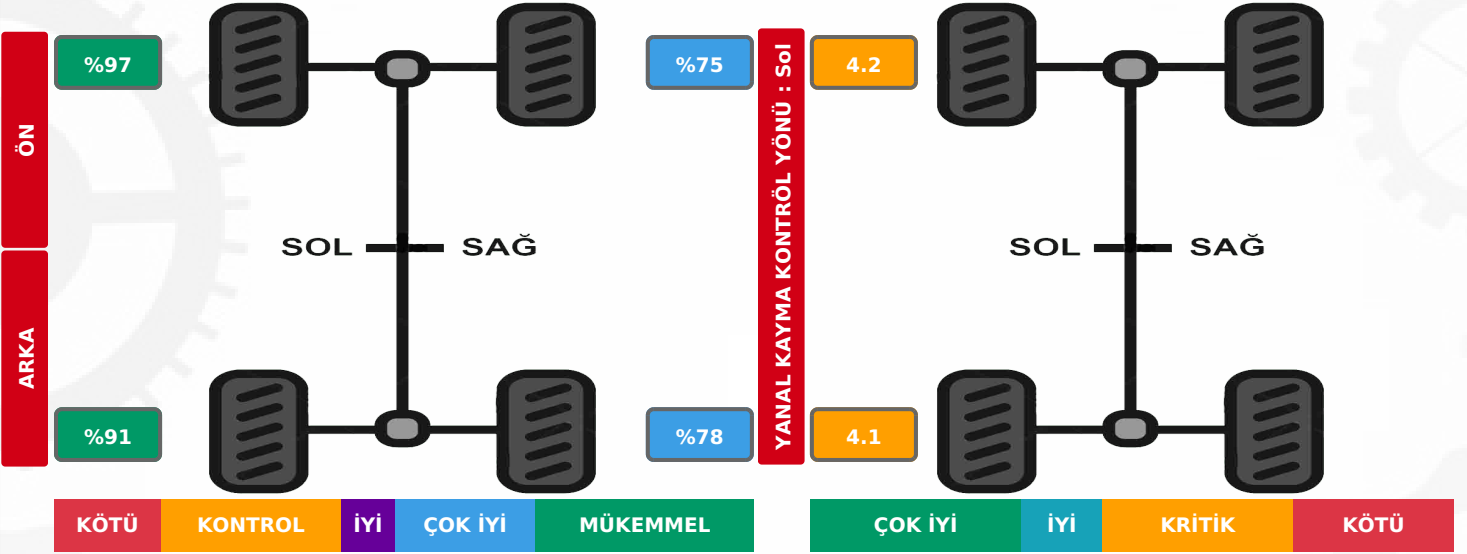 ÖN
%97
%75
YANAL KAYMA KONTRÖL YÖNÜ : Sol
4.2
SOL SAĞ
SOL SAĞ
ARKA
%91
%78
4.1
KÖTÜ KONTROL İYİ ÇOK İYİ MÜKEMMEL
ÇOK İYİ İYİ KRİTİK KÖTÜ